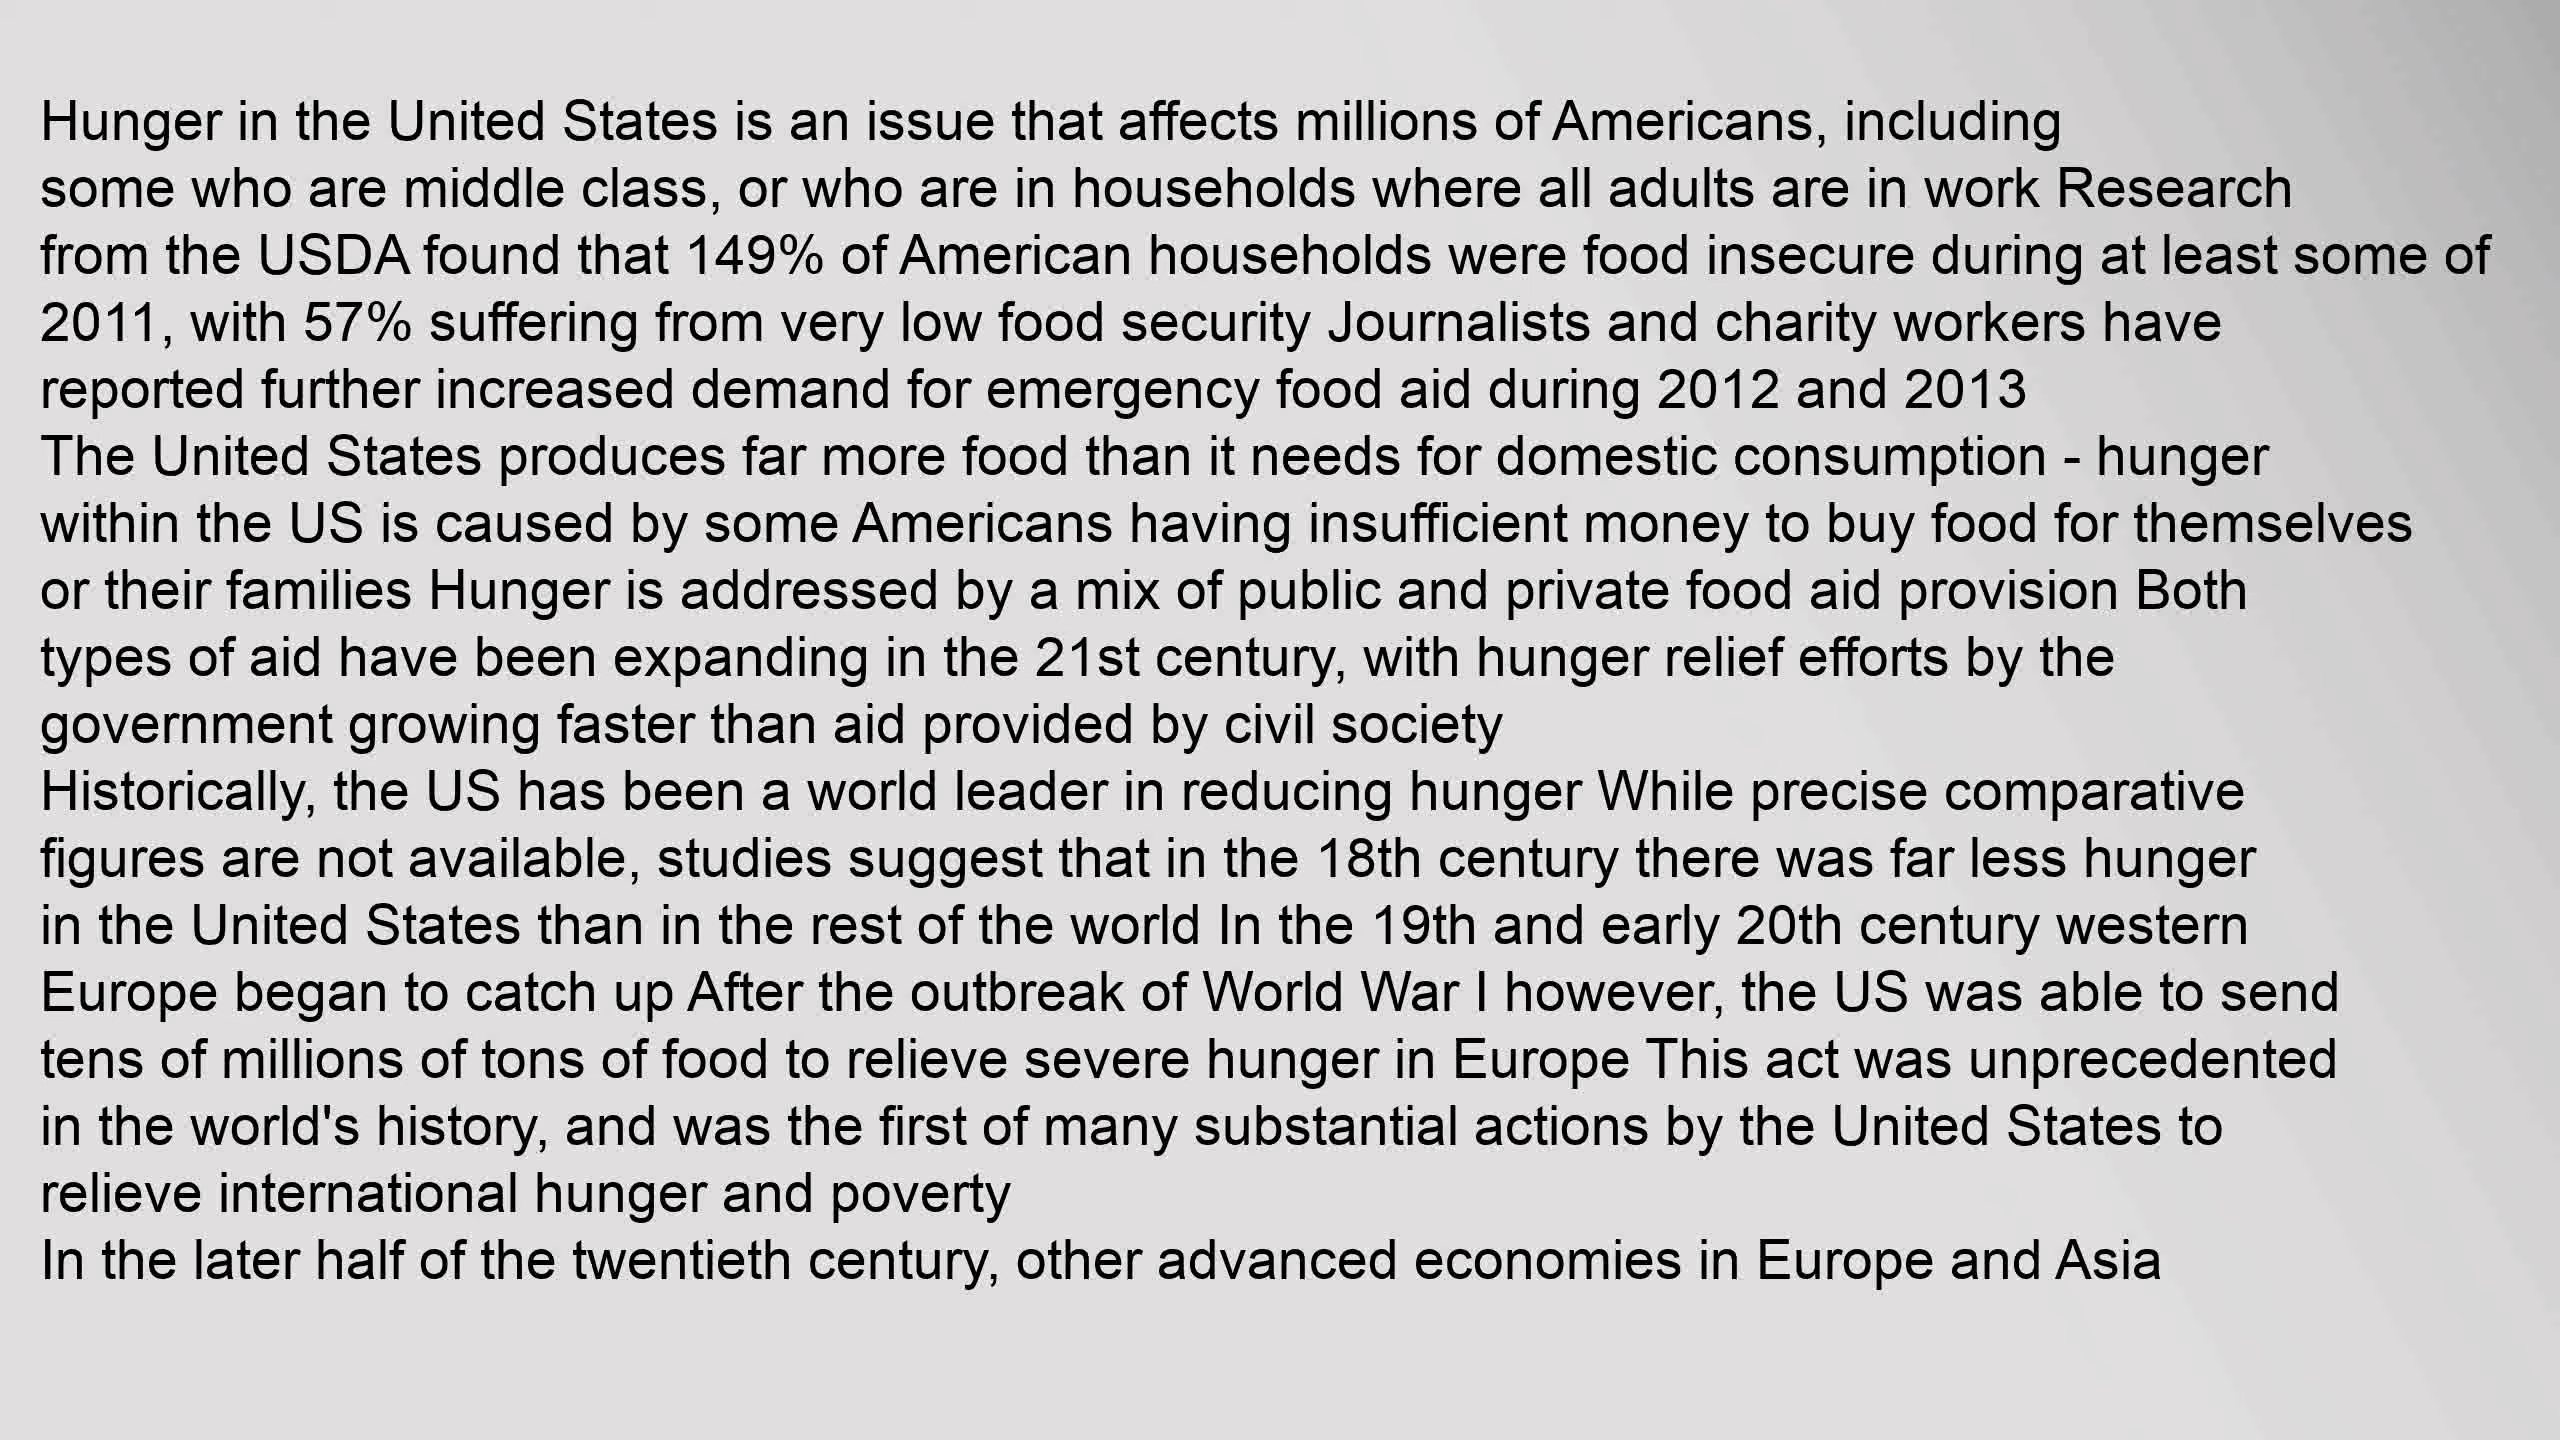 Hunger in the United States is an issue that affects millions of Americans, including
some who are middle class, or who are in households where all adults are in work Research
from the USDA found that 149% of American households were food insecure during at least some of
2011, with 57% suffering from very low food security Journalists and charity workers have
reported further increased demand for emergency food aid during 2012 and 2013
The United States produces far more food than it needs for domestic consumption - hunger
within the US is caused by some Americans having insufficient money to buy food for themselves
or their families Hunger is addressed by a mix of public and private food aid provision Both
types of aid have been expanding in the 21st century, with hunger relief efforts by the
government growing faster than aid provided by civil society
Historically, the US has been a world leader in reducing hunger While precise comparative
figures are not available, studies suggest that in the 18th century there was far less hunger
in the United States than in the rest of the world In the 19th and early 20th century western
Europe began to catch up After the outbreak of World War I however, the US was able to send
tens of millions of tons of food to relieve severe hunger in Europe This act was unprecedented
in the world's history, and was the first of many substantial actions by the United States to
relieve international hunger and poverty
In the later half of the twentieth century, other advanced economies in Europe and Asia